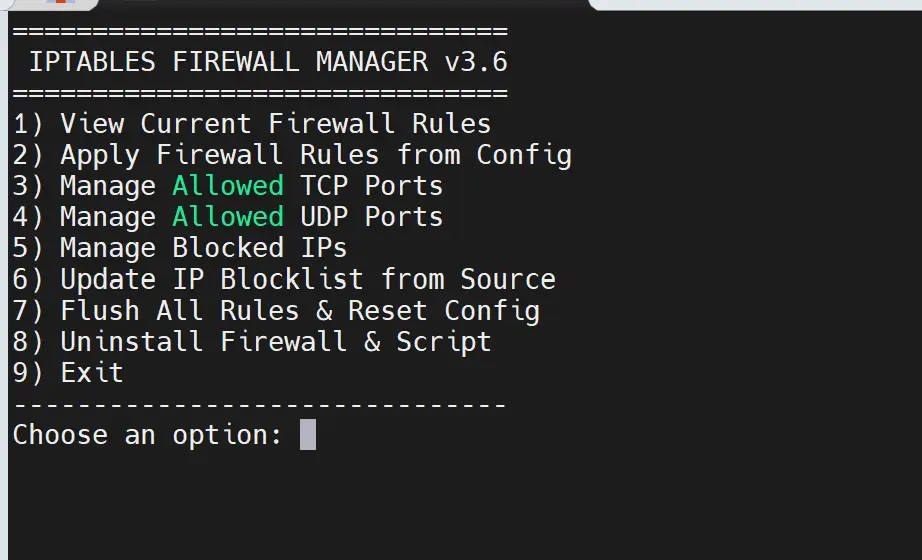 ===============================
IPTABLES FIREWALL MANAGER v3.6
===============================
1) View Current Firewall Rules
2) Apply Firewall Rules from Config
3) Manage Allowed TCP Ports
4) Manage Allowed UDP Ports
5) Manage Blocked IPs
6) Update IP Blocklist from Source
7) Flush All Rules & Reset Config
8) Uninstall Firewall & Script
9) Exit
-------------------------------
Choose an option: